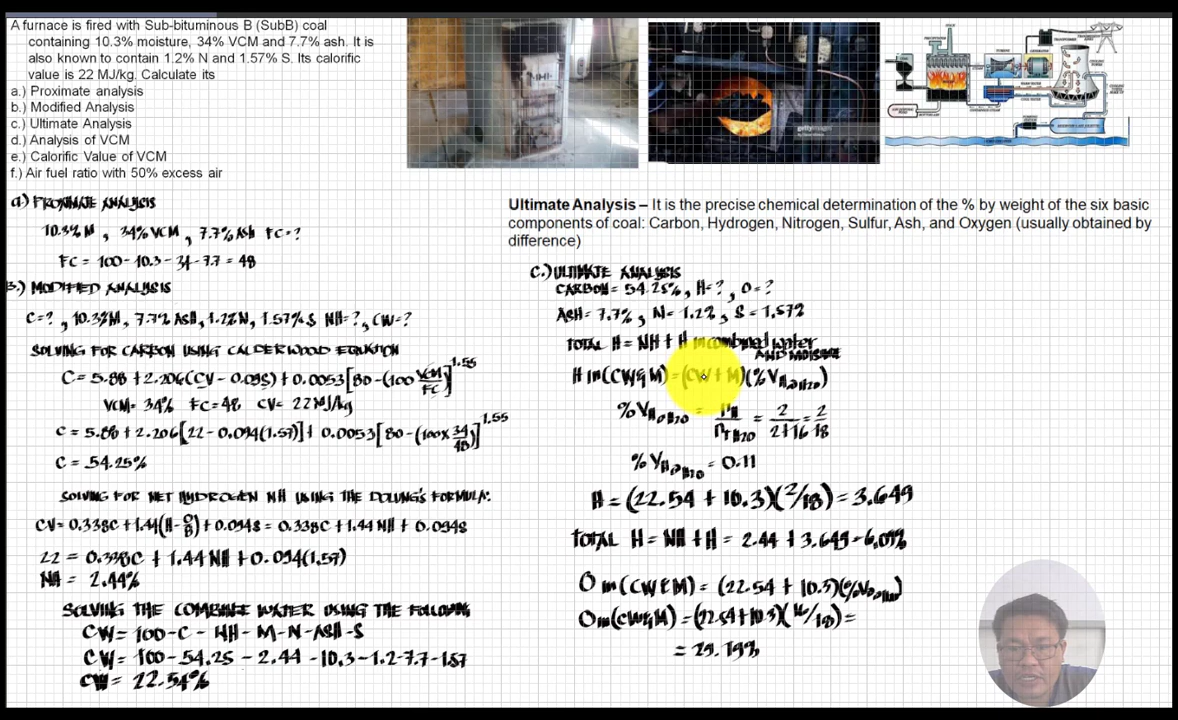 A furnace is fired with Sub-bituminous B (SubB) coal
containing 10.3% moisture, 34% VCM and 7.7% ash. It is
also known to contain 1.2% N and 1.57% S. Its calorific
value is 22 MJ/kg. Calculate its
a.) Proximate analysis
b.) Modified Analysis
c.) Ultimate Analysis
d.) Analysis of VCM
e.) Calorific Value of VCM
f.) Air fuel ratio with 50% excess air
a) PROXIMATE ANALYSIS
10.3% M, 34% VCM, 7.7% ASH FC=?
FC = 100-10.3-34-7.7 = 48
B.) MODIFIED ANALYSIS
C=?, 10.3%M, 7.7% ASH, 1.2%N, 1.57%S NH=?, CW=?
SOLVING FOR CARBON USING CALDERWOOD EQUATION
C = 5.88 + 2.206(CV - 0.09S) + 0.0053[80-(100 VCM/FC)]^1.55
VCM= 34% FC=48 CV= 22MJ/kg
C = 5.88 + 2.206[22 - 0.094(1.57)] + 0.0053[80-(100x 34/48)]^1.55
C = 54.25%
SOLVING FOR NET HYDROGEN NH USING THE DULONG'S FORMULA:
CV= 0.338C + 1.44(H - O/8) + 0.094S = 0.338C + 1.44 NH + 0.094S
22 = 0.338C + 1.44 NH + 0.094(1.57)
NH = 2.44%
SOLVING THE COMBINE WATER USING THE FOLLOWING
CW= 100-C - NH - M-N-ASH-S
CW= 100-54.25 - 2.44 -10.3-1.2-7.7-1.57
CW= 22.54%
Ultimate Analysis – It is the precise chemical determination of the % by weight of the six basic
components of coal: Carbon, Hydrogen, Nitrogen, Sulfur, Ash, and Oxygen (usually obtained by
difference)
C.) ULTIMATE ANALYSIS
CARBON= 54.25%, H=?, O=?
ASH= 7.7%, N= 1.2%, S = 1.57%
TOTAL H = NH + H in combined water
AND MOISTURE
H in(CW&M) = (CW+M)(%V H in H2O)
%V H in H2O = n H / n T H2O = 2/2+16 = 2/18
%V H in H2O = 0.11
H = (22.54 + 10.3)(2/18) = 3.649
TOTAL H = NH + H = 2.44 + 3.649 = 6.09%
O in(CW&M) = (22.54 + 10.3)(%V O in H2O)
O in(CW&M) = (22.54+10.3)(16/18) =
= 29.19%
gettyimages